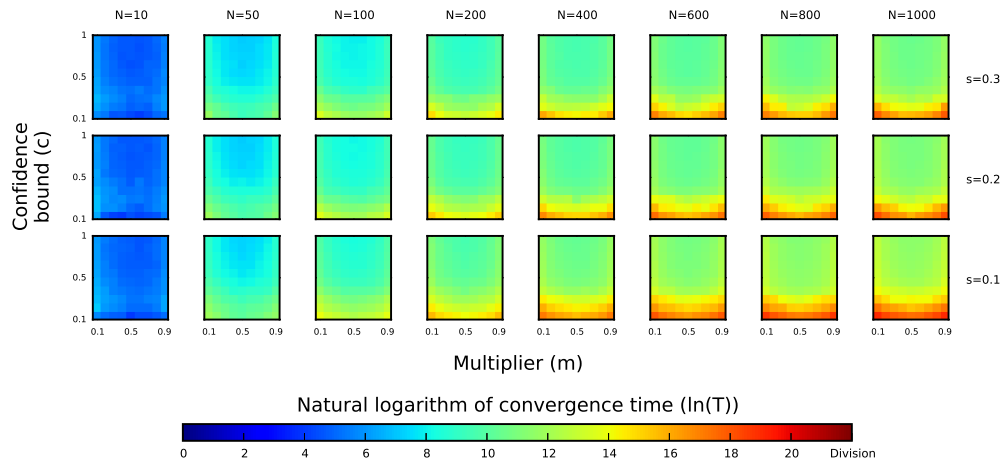 N=10 N=50 N=100 N=200 N=400 N=600 N=800 N=1000
1
0.5
0.1
s=0.3
1
0.5
0.1
s=0.2
1
0.5
0.1
s=0.1
Confidence
bound (c)
0.1 0.5 0.9 0.1 0.5 0.9 0.1 0.5 0.9 0.1 0.5 0.9 0.1 0.5 0.9 0.1 0.5 0.9 0.1 0.5 0.9 0.1 0.5 0.9
Multiplier (m)
Natural logarithm of convergence time (ln(T))
0 2 4 6 8 10 12 14 16 18 20 Division